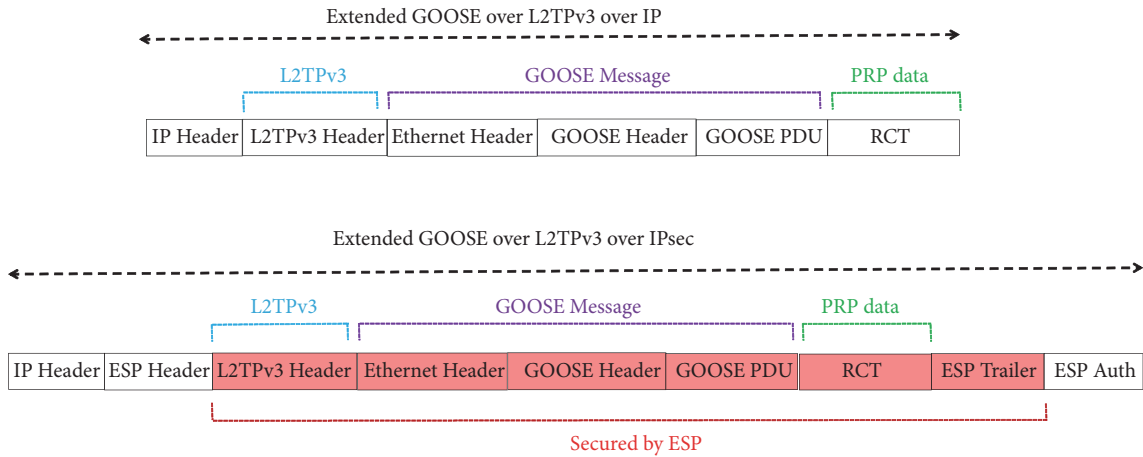 Extended GOOSE over L2TPv3 over IP
L2TPv3 GOOSE Message PRP data
IP Header L2TPv3 Header Ethernet Header GOOSE Header GOOSE PDU RCT
Extended GOOSE over L2TPv3 over IPsec
L2TPv3 GOOSE Message PRP data
IP Header ESP Header L2TPv3 Header Ethernet Header GOOSE Header GOOSE PDU RCT ESP Trailer ESP Auth
Secured by ESP